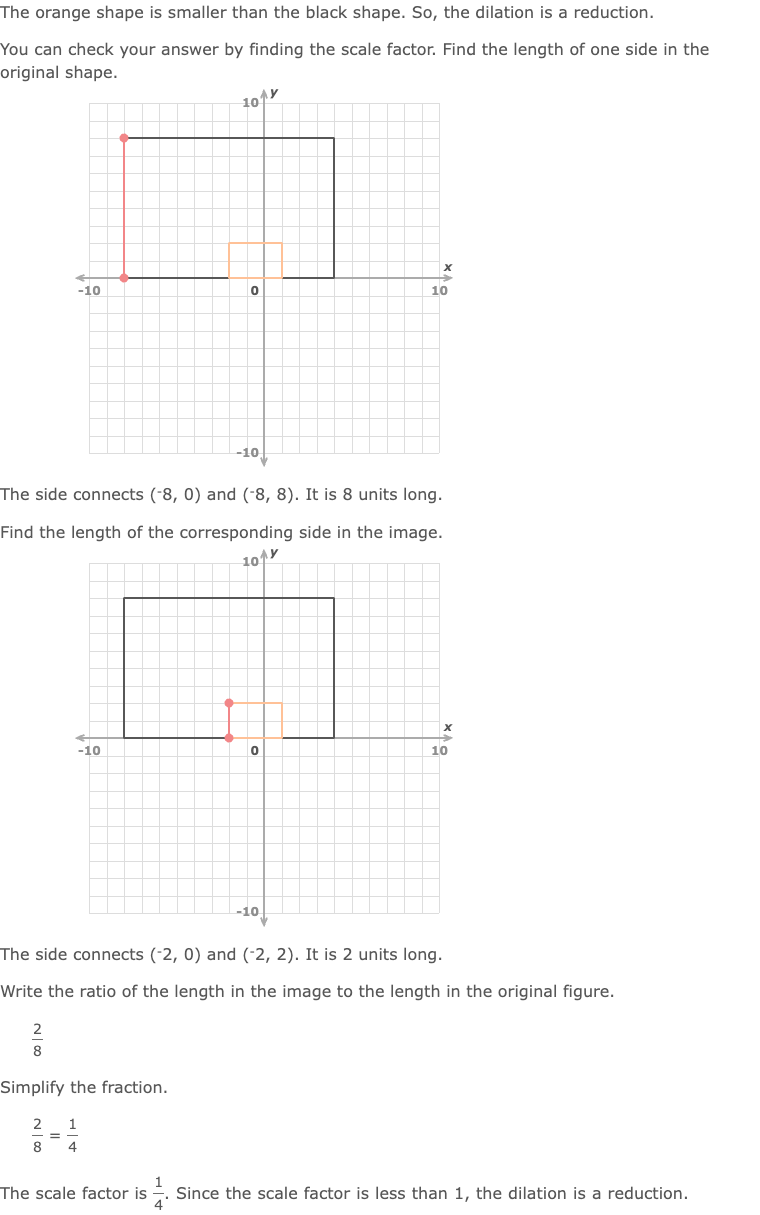 The orange shape is smaller than the black shape. So, the dilation is a reduction.
You can check your answer by finding the scale factor. Find the length of one side in the
original shape.
y
10
x
-10
0
10
-10
The side connects (⁻8, 0) and (⁻8, 8). It is 8 units long.
Find the length of the corresponding side in the image.
y
10
x
-10
0
10
-10
The side connects (⁻2, 0) and (⁻2, 2). It is 2 units long.
Write the ratio of the length in the image to the length in the original figure.
2/8
Simplify the fraction.
2/8 = 1/4
The scale factor is 1/4. Since the scale factor is less than 1, the dilation is a reduction.